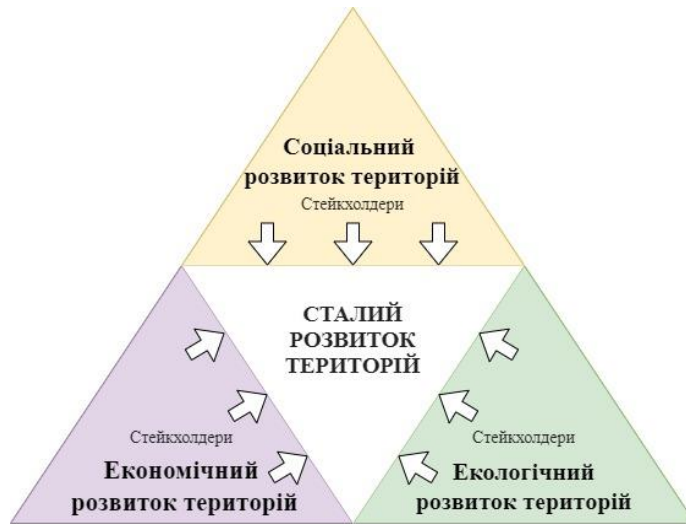 Соціальний
розвиток територій
Стейкхолдери
СТАЛИЙ
РОЗВИТОК
ТЕРИТОРІЙ
Стейкхолдери
Економічний
розвиток територій
Стейкхолдери
Екологічний
розвиток територій